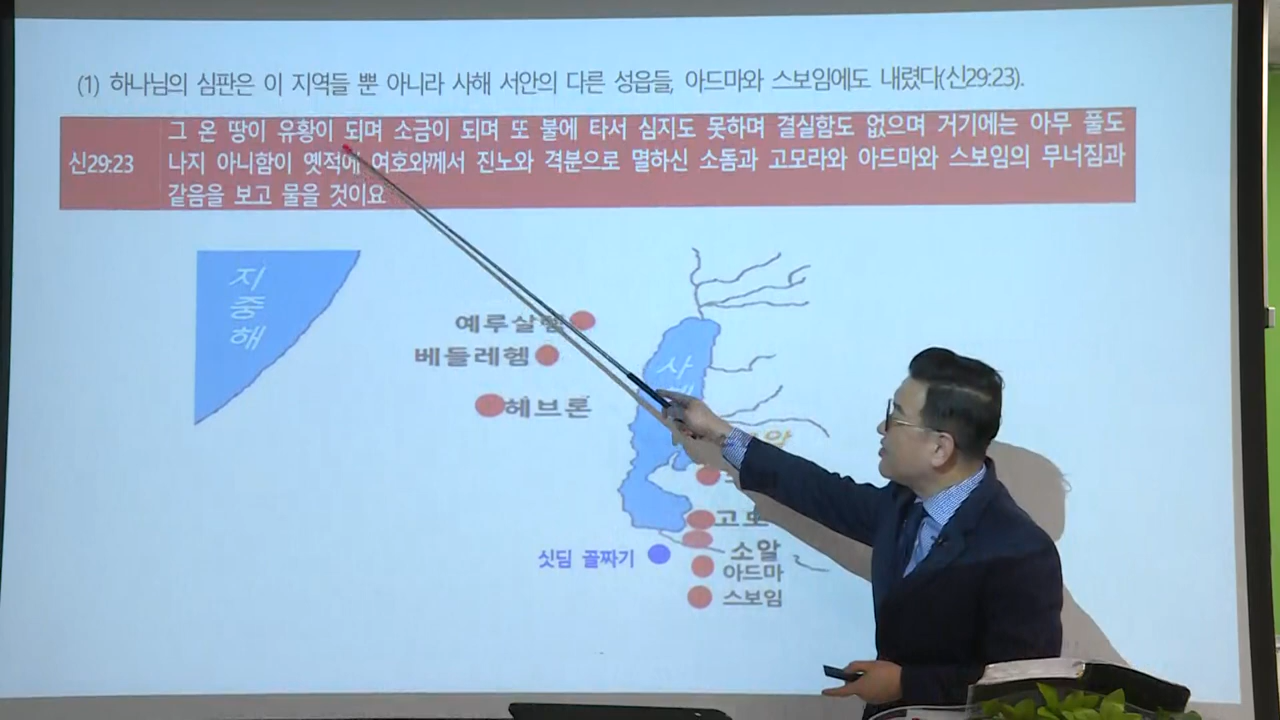 (1) 하나님의 심판은 이 지역들 뿐 아니라 사해 서안의 다른 성읍들, 아드마와 스보임에도 내렸다(신29:23).
신29:23
그 온 땅이 유황이 되며 소금이 되며 또 불에 타서 심지도 못하며 결실함도 없으며 거기에는 아무 풀도
나지 아니함이 옛적에 여호와께서 진노와 격분으로 멸하신 소돔과 고모라와 아드마와 스보임의 무너짐과
같음을 보고 물을 것이요
지중해
예루살렘
베들레헴
헤브론
사해
고모
싯딤 골짜기
소알
아드마
스보임